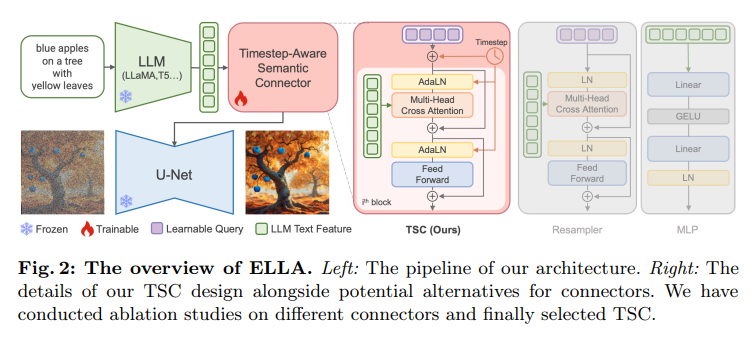 blue apples
on a tree
with
yellow leaves
LLM
(LLaMA,T5...)
Timestep-Aware
Semantic
Connector
U-Net
Frozen
Trainable
Learnable Query
LLM Text Feature
Timestep
AdaLN
Multi-Head
Cross Attention
AdaLN
Feed
Forward
ith block
TSC (Ours)
LN
Multi-Head
Cross Attention
LN
Feed
Forward
Resampler
Linear
GELU
Linear
LN
MLP
Fig. 2: The overview of ELLA. Left: The pipeline of our architecture. Right: The
details of our TSC design alongside potential alternatives for connectors. We have
conducted ablation studies on different connectors and finally selected TSC.